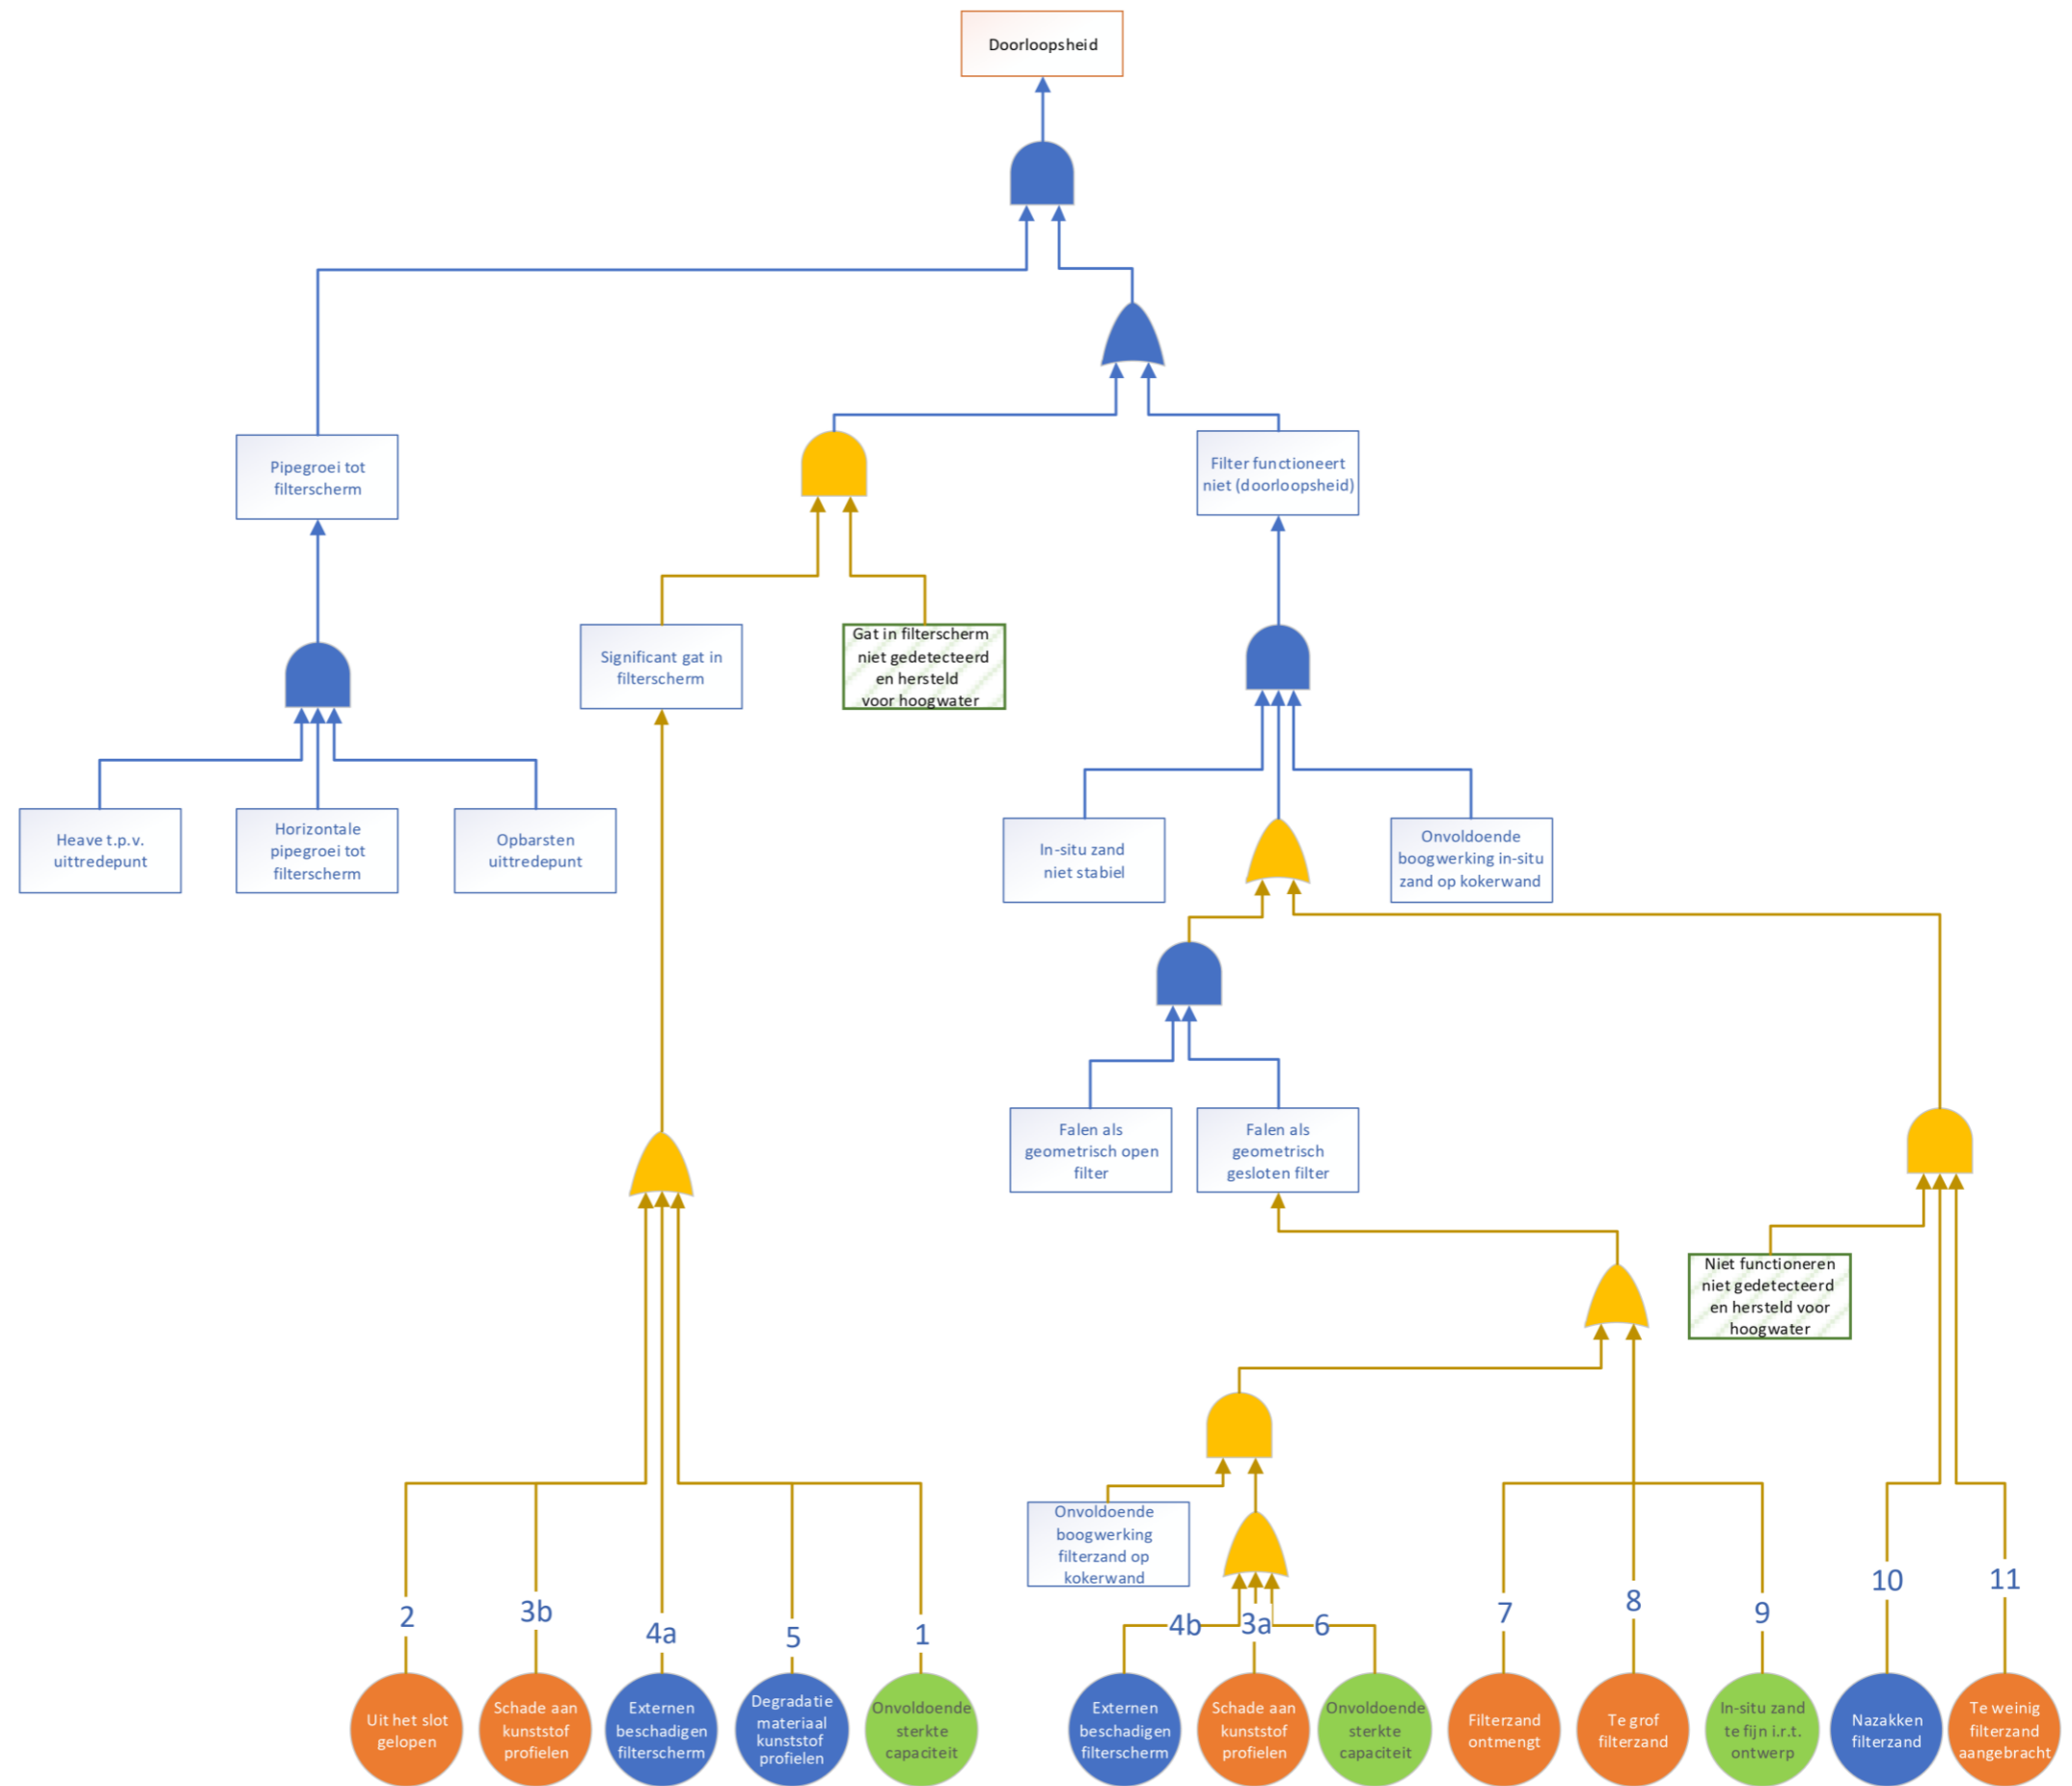 Doorloopsheid
Pipegroei tot
filterscherm
Filter functioneert
niet (doorloopsheid)
Significant gat in
filterscherm
Gat in filterscherm
niet gedetecteerd
en hersteld
voor hoogwater
Heave t.p.v.
uittredepunt
Horizontale
pipegroei tot
filterscherm
Opbarsten
uittredepunt
In-situ zand
niet stabiel
Onvoldoende
boogwerking in-situ
zand op kokerwand
Falen als
geometrisch open
filter
Falen als
geometrisch
gesloten filter
Niet functioneren
niet gedetecteerd
en hersteld voor
hoogwater
Onvoldoende
boogwerking
filterzand op
kokerwand
2
3b
4a
5
1
4b
3a
6
7
8
9
10
11
Uit het slot
gelopen
Schade aan
kunststof
profielen
Externen
beschadigen
filterscherm
Degradatie
materiaal
kunststof
profielen
Onvoldoende
sterkte
capaciteit
Externen
beschadigen
filterscherm
Schade aan
kunststof
profielen
Onvoldoende
sterkte
capaciteit
Filterzand
ontmengt
Te grof
filterzand
In-situ zand
te fijn i.r.t.
ontwerp
Nazakken
filterzand
Te weinig
filterzand
aangebracht